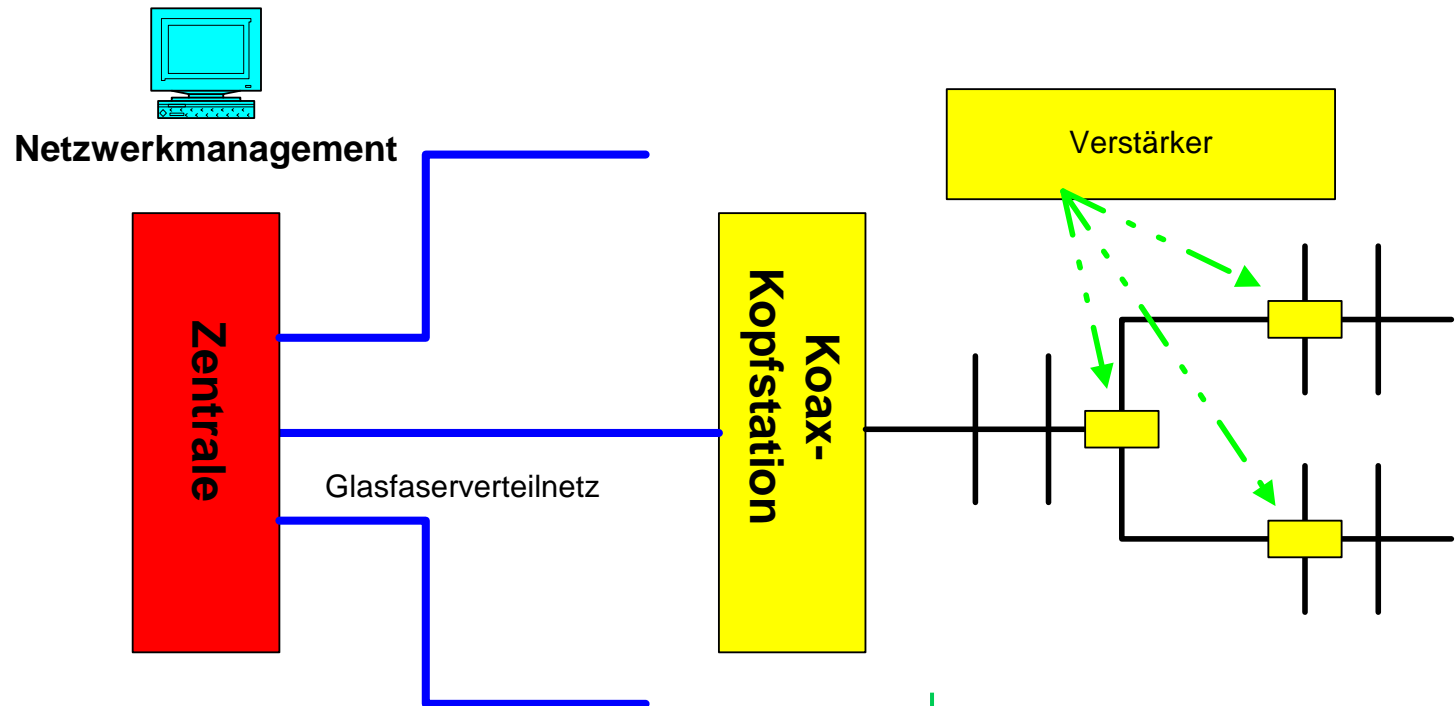 Netzwerkmanagement
Verstärker
Zentrale
Koax-
Kopfstation
Glasfaserverteilnetz